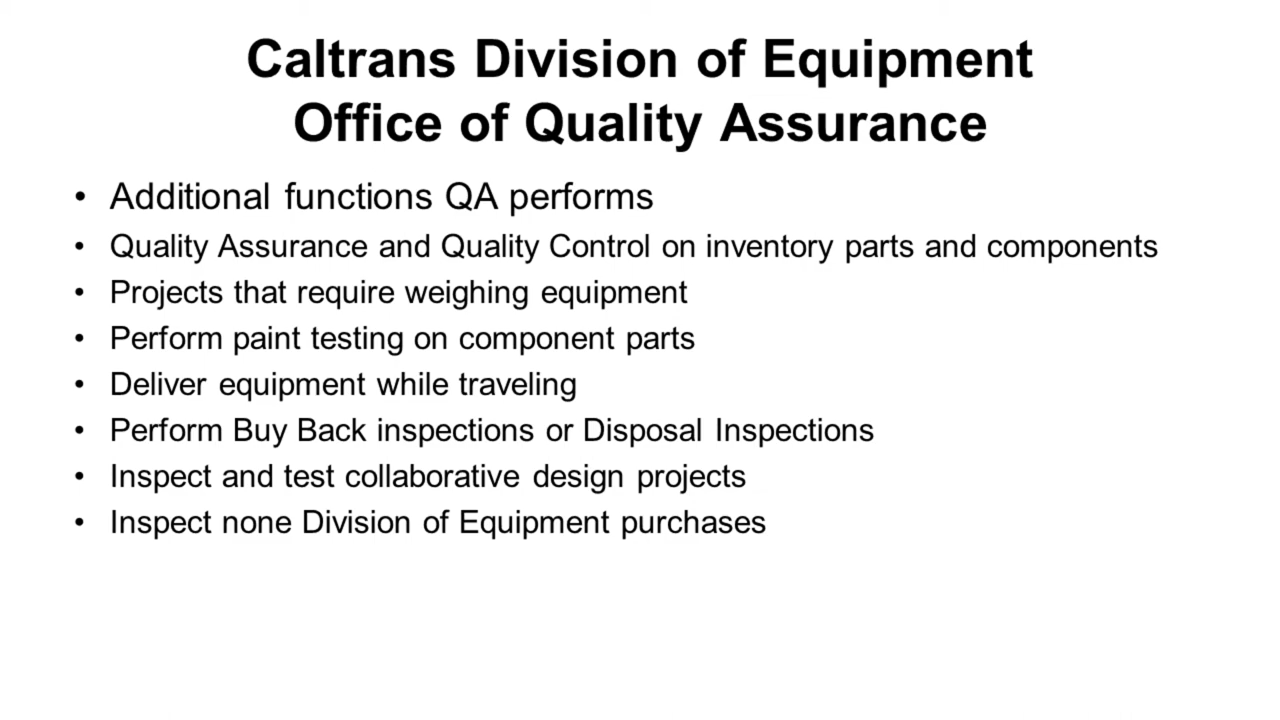 Caltrans Division of Equipment
Office of Quality Assurance
• Additional functions QA performs
• Quality Assurance and Quality Control on inventory parts and components
• Projects that require weighing equipment
• Perform paint testing on component parts
• Deliver equipment while traveling
• Perform Buy Back inspections or Disposal Inspections
• Inspect and test collaborative design projects
• Inspect none Division of Equipment purchases